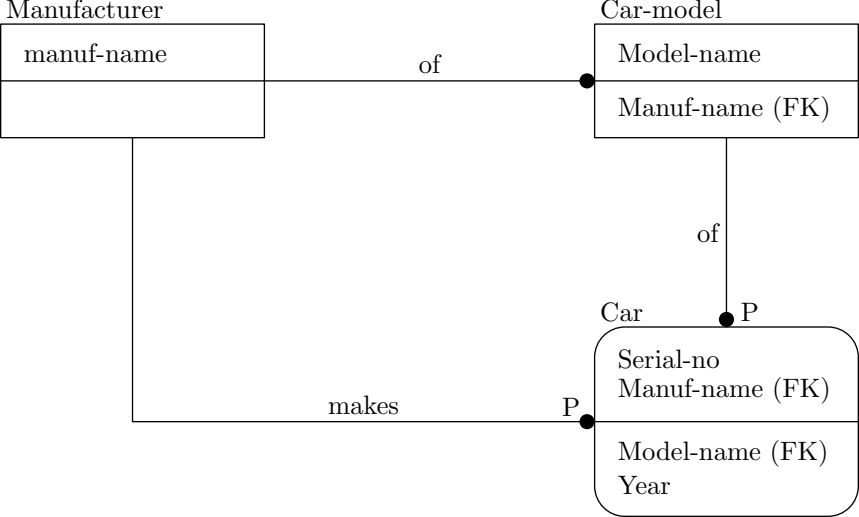 Manufacturer
manuf-name
of
Car-model
Model-name
Manuf-name (FK)
of
P
Car
Serial-no
Manuf-name (FK)
makes
P
Model-name (FK)
Year